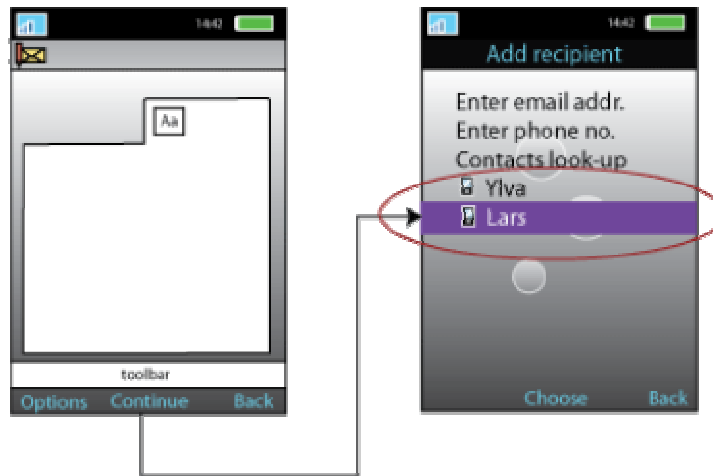 14:42
Aa
toolbar
Options Continue Back
14:42
Add recipient
Enter email addr.
Enter phone no.
Contacts look-up
Ylva
Lars
Choose Back